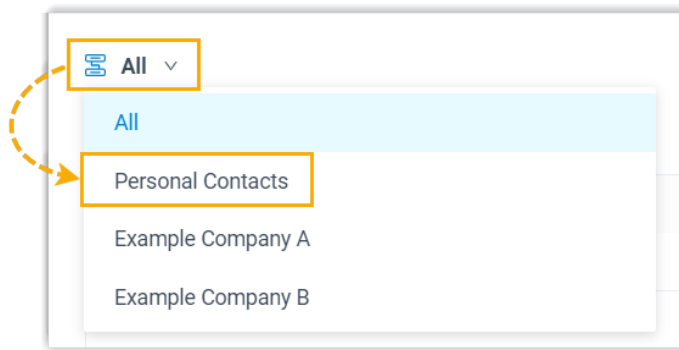 All
All
Personal Contacts
Example Company A
Example Company B